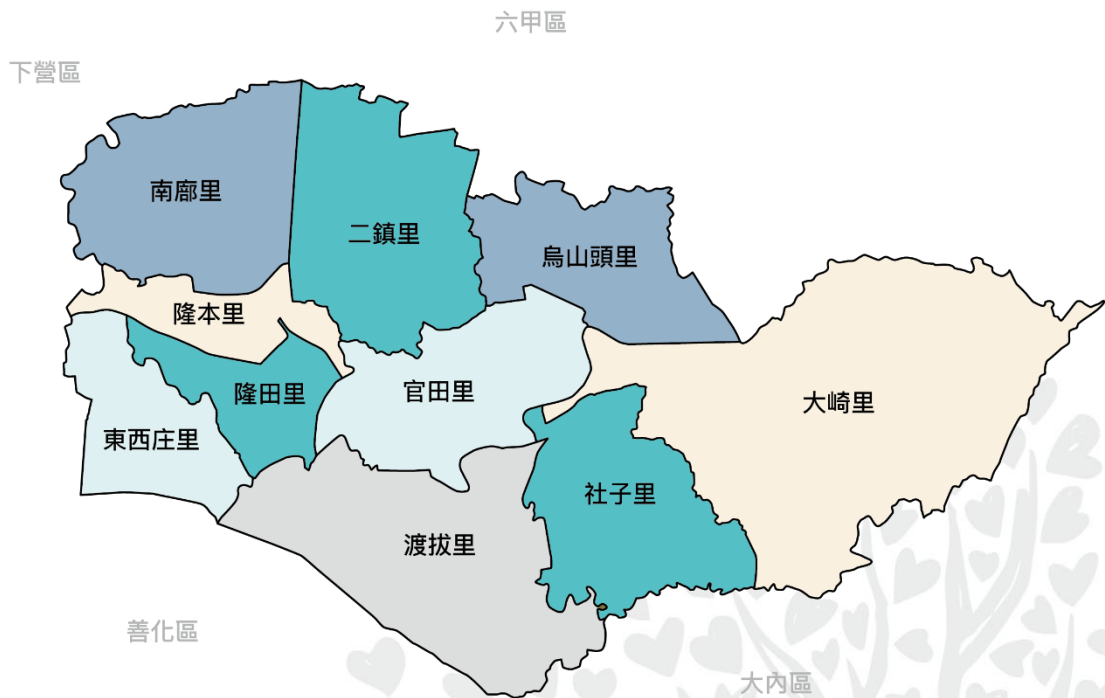 六甲區
下營區
南廍里
二鎮里
烏山頭里
隆本里
隆田里
官田里
大崎里
東西庄里
社子里
渡拔里
善化區
大內區